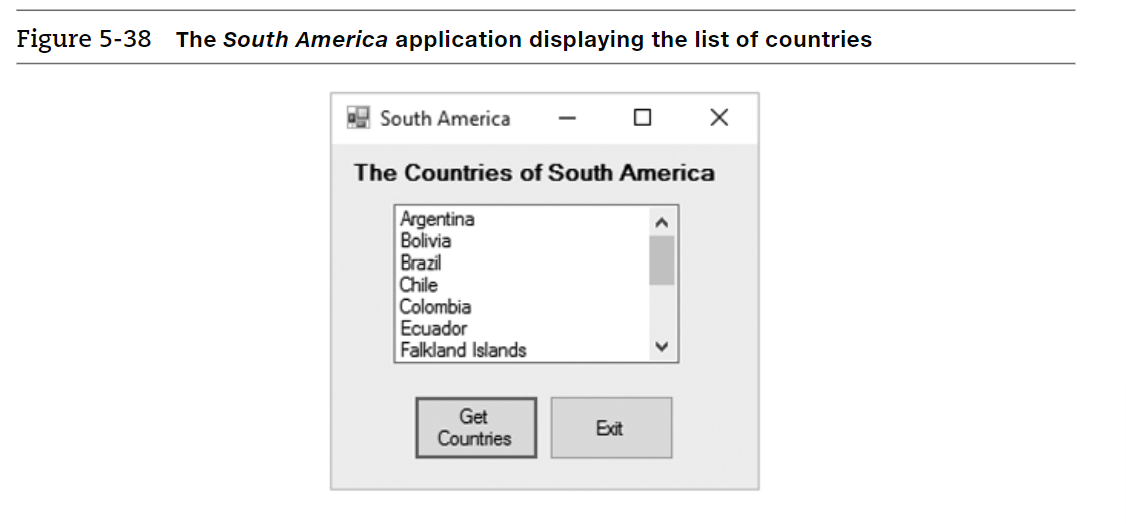 Figure 5-38 The South America application displaying the list of countries
South America
The Countries of South America
Argentina
Bolivia
Brazil
Chile
Colombia
Ecuador
Falkland Islands
Get
Countries
Exit